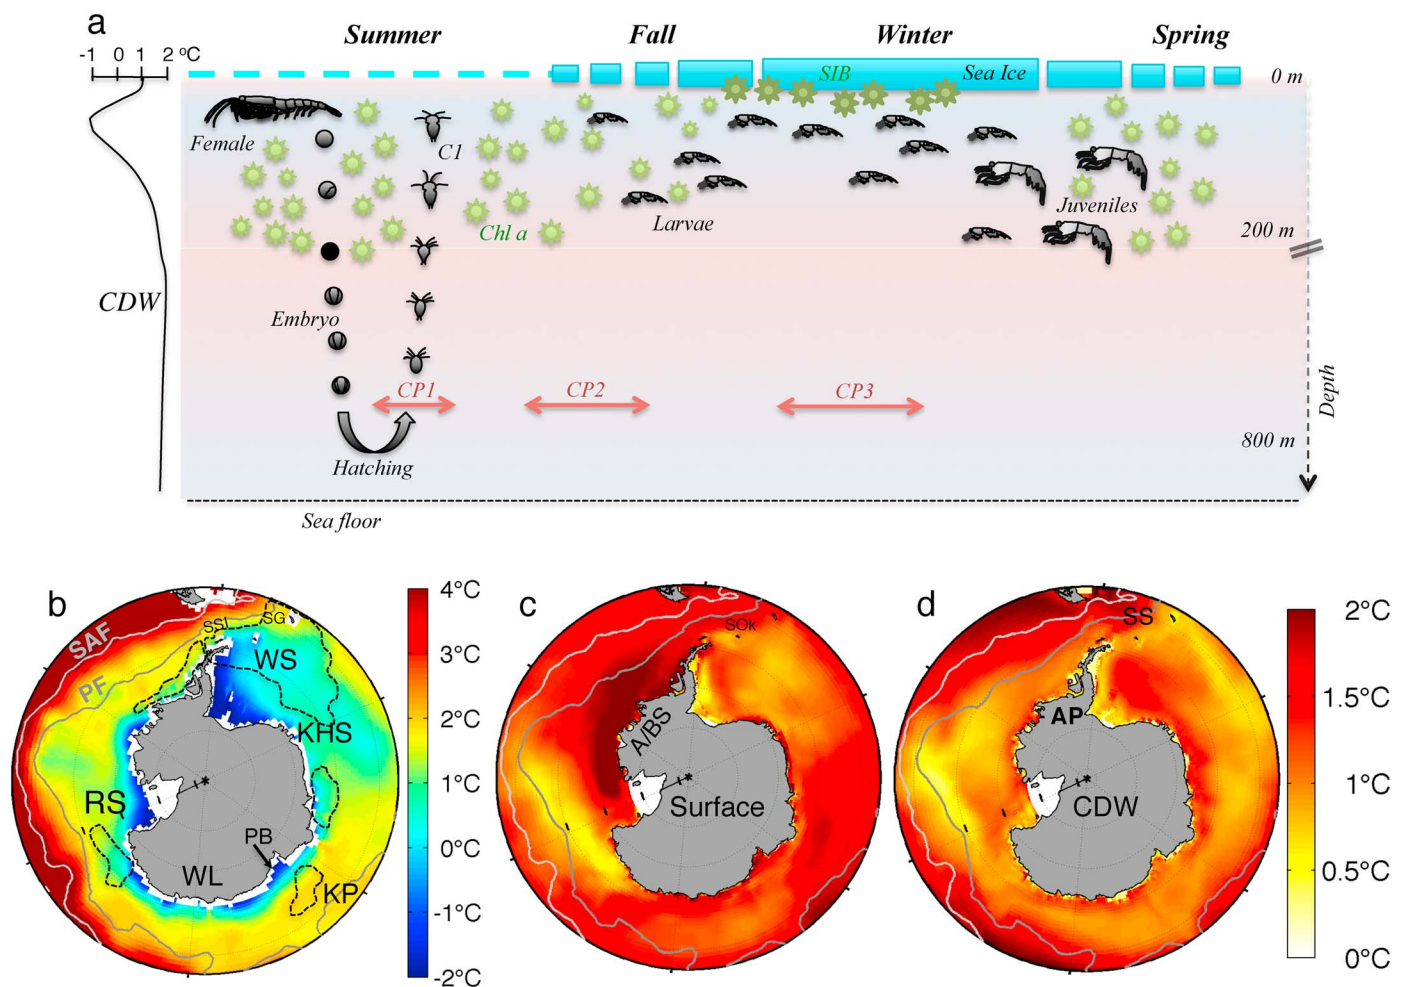 a
Summer
Fall
Winter
Spring
-1 0 1 2 ºC
SIB
Sea Ice
0 m
Female
C1
Chl a
Larvae
Juveniles
200 m
CDW
Embryo
CP1
CP2
CP3
Depth
Hatching
800 m
Sea floor
b
SAF
PF
SSI
SG
WS
KHS
RS
PB
WL
KP
4°C
3°C
2°C
1°C
0°C
-1°C
-2°C
c
SOk
A/BS
Surface
d
SS
AP
CDW
2°C
1.5°C
1°C
0.5°C
0°C